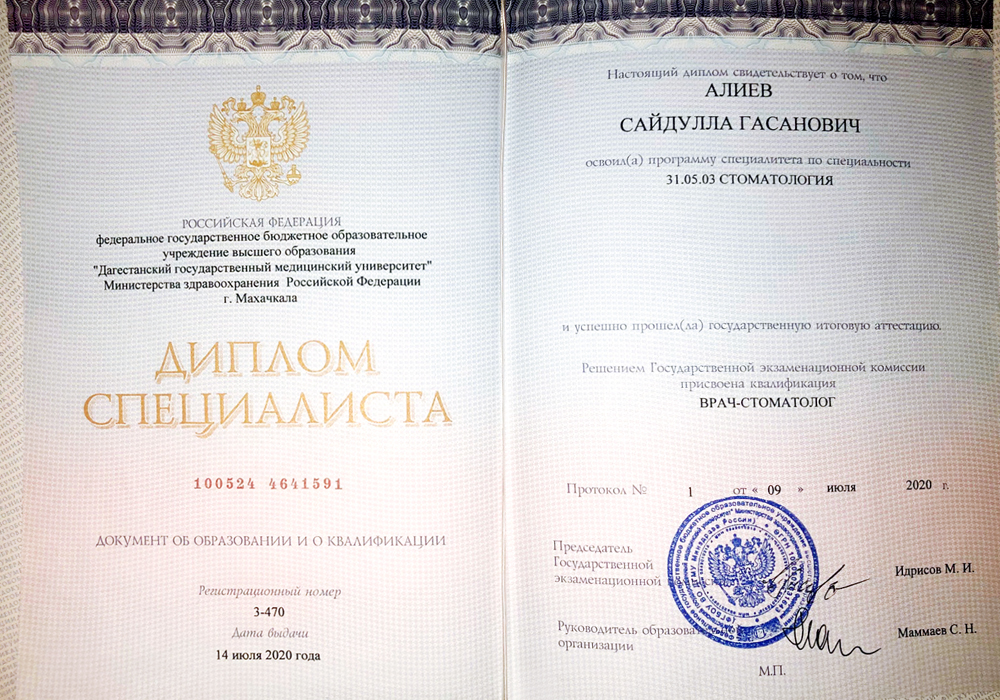 РОССИЙСКАЯ ФЕДЕРАЦИЯ
федеральное государственное бюджетное образовательное
учреждение высшего образования
"Дагестанский государственный медицинский университет"
Министерства здравоохранения Российской Федерации
г. Махачкала
ДИПЛОМ
СПЕЦИАЛИСТА
100524 4641591
ДОКУМЕНТ ОБ ОБРАЗОВАНИИ И О КВАЛИФИКАЦИИ
Регистрационный номер
3-470
Дата выдачи
14 июля 2020 года
Настоящий диплом свидетельствует о том, что
АЛИЕВ
САЙДУЛЛА ГАСАНОВИЧ
освоил(а) программу специалитета по специальности
31.05.03 СТОМАТОЛОГИЯ
и успешно прошел(ла) государственную итоговую аттестацию.
Решением Государственной экзаменационной комиссии
присвоена квалификация
ВРАЧ-СТОМАТОЛОГ
Протокол № 1 от « 09 » июля 2020 г.
Председатель
Государственной
экзаменационной
Идрисов М. И.
Руководитель
организации
Маммаев С. Н.
М.П.